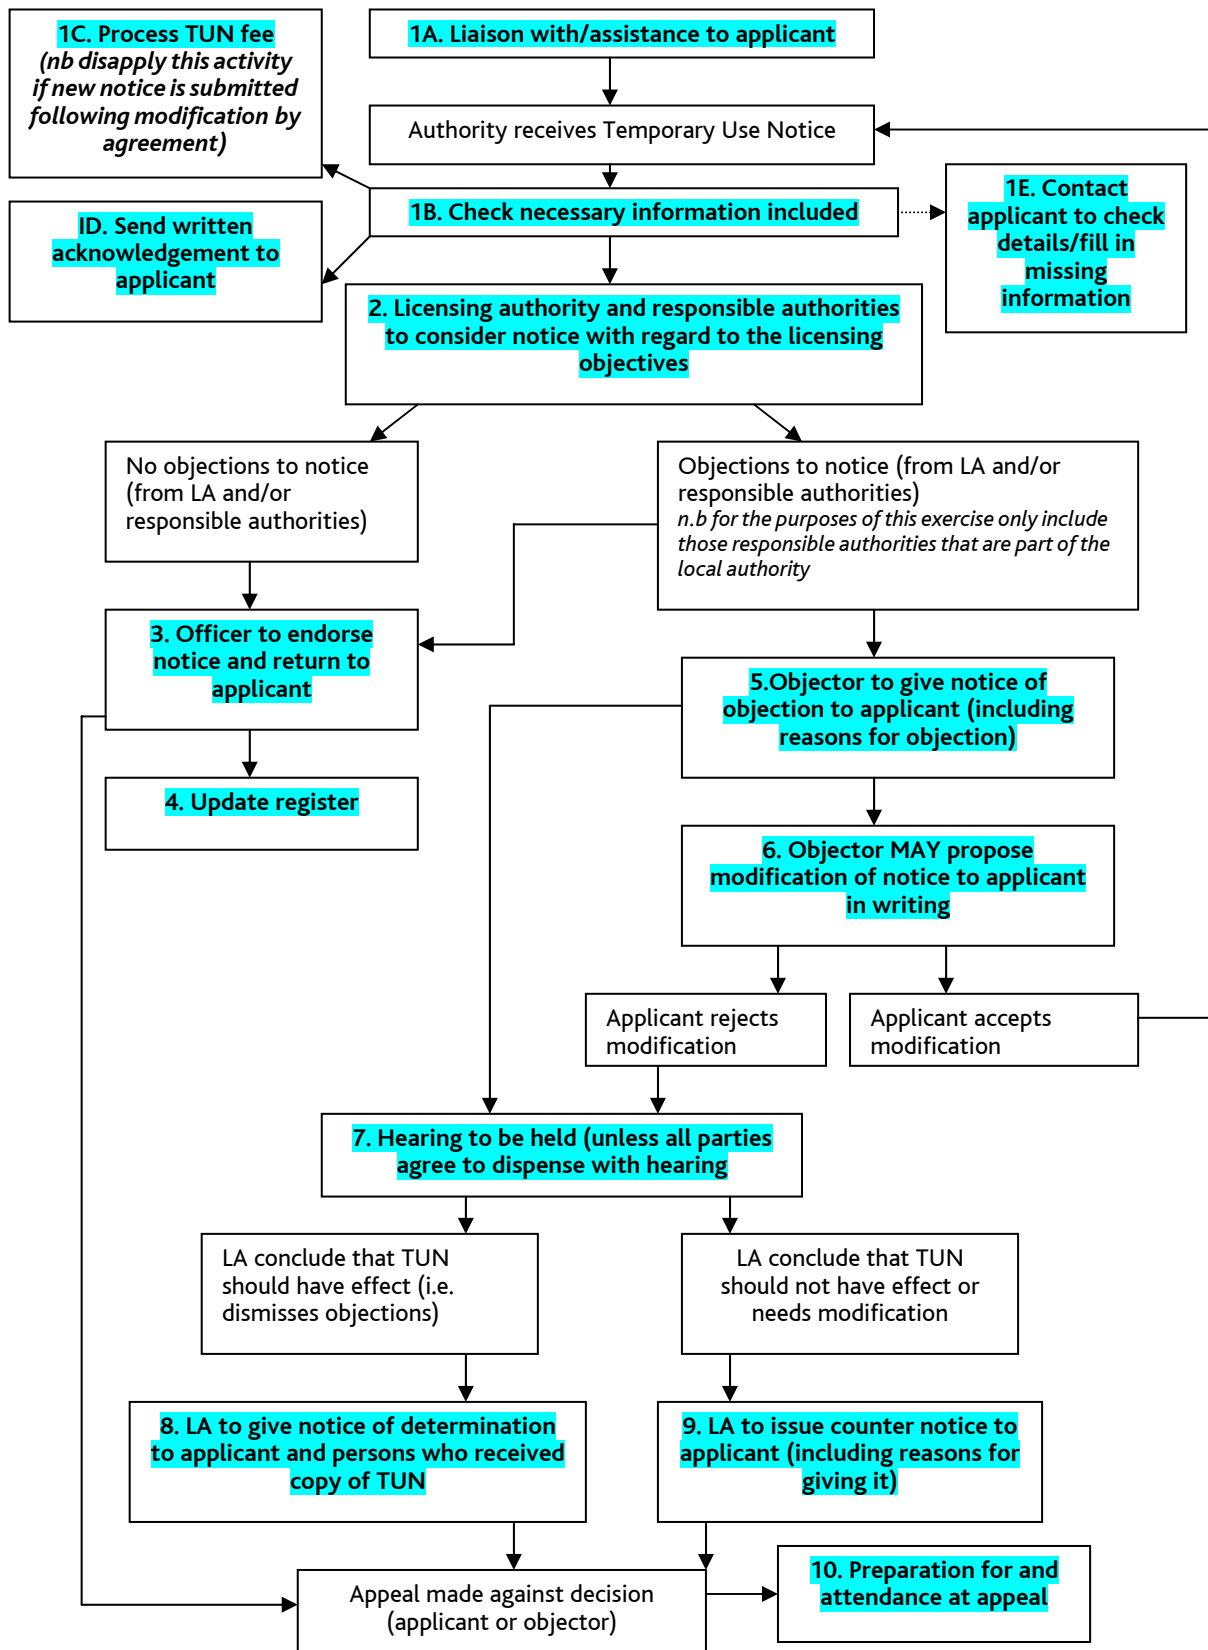 1C. Process TUN fee
(nb disapply this activity
if new notice is submitted
following modification by
agreement)
1A. Liaison with/assistance to applicant
Authority receives Temporary Use Notice
1B. Check necessary information included
1E. Contact
applicant to check
details/fill in
missing
information
ID. Send written
acknowledgement to
applicant
2. Licensing authority and responsible authorities
to consider notice with regard to the licensing
objectives
No objections to notice
(from LA and/or
responsible authorities)
Objections to notice (from LA and/or
responsible authorities)
n.b for the purposes of this exercise only include
those responsible authorities that are part of the
local authority
3. Officer to endorse
notice and return to
applicant
5.Objector to give notice of
objection to applicant (including
reasons for objection)
4. Update register
6. Objector MAY propose
modification of notice to applicant
in writing
Applicant rejects
modification
Applicant accepts
modification
7. Hearing to be held (unless all parties
agree to dispense with hearing
LA conclude that TUN
should have effect (i.e.
dismisses objections)
LA conclude that TUN
should not have effect or
needs modification
8. LA to give notice of determination
to applicant and persons who received
copy of TUN
9. LA to issue counter notice to
applicant (including reasons for
giving it)
Appeal made against decision
(applicant or objector)
10. Preparation for and
attendance at appeal